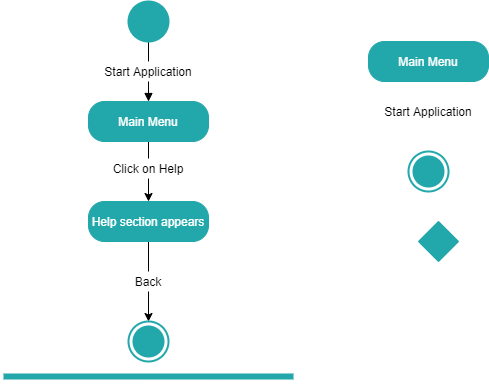 Start Application
Main Menu
Click on Help
Help section appears
Back
Main Menu
Start Application